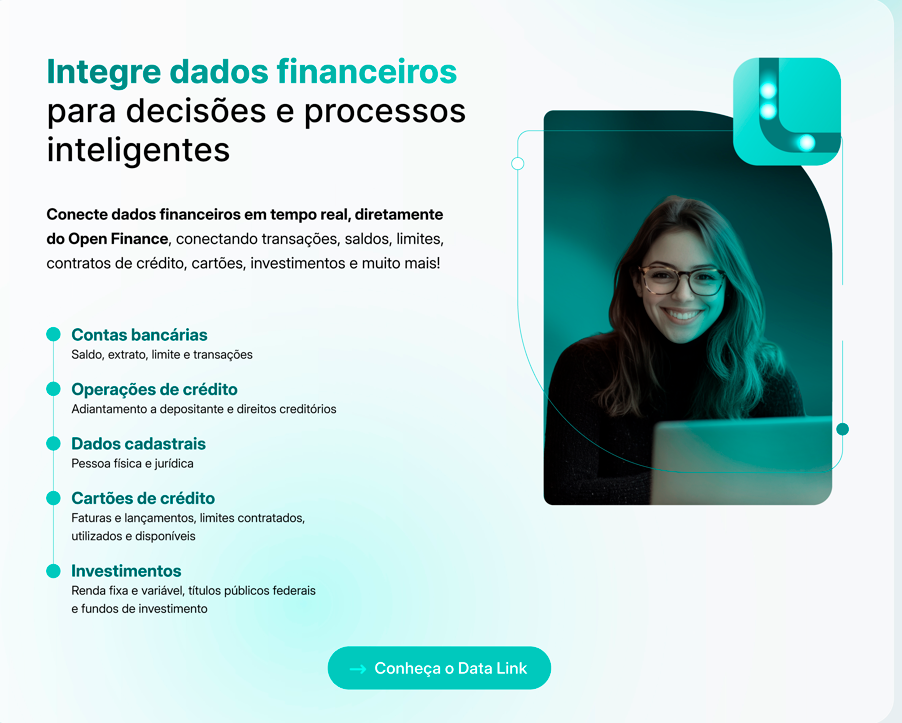 Integre dados financeiros
para decisões e processos
inteligentes
Conecte dados financeiros em tempo real, diretamente
do Open Finance, conectando transações, saldos, limites,
contratos de crédito, cartões, investimentos e muito mais!
Contas bancárias
Saldo, extrato, limite e transações
Operações de crédito
Adiantamento a depositante e direitos creditórios
Dados cadastrais
Pessoa física e jurídica
Cartões de crédito
Faturas e lançamentos, limites contratados,
utilizados e disponíveis
Investimentos
Renda fixa e variável, títulos públicos federais
e fundos de investimento
→ Conheça o Data Link